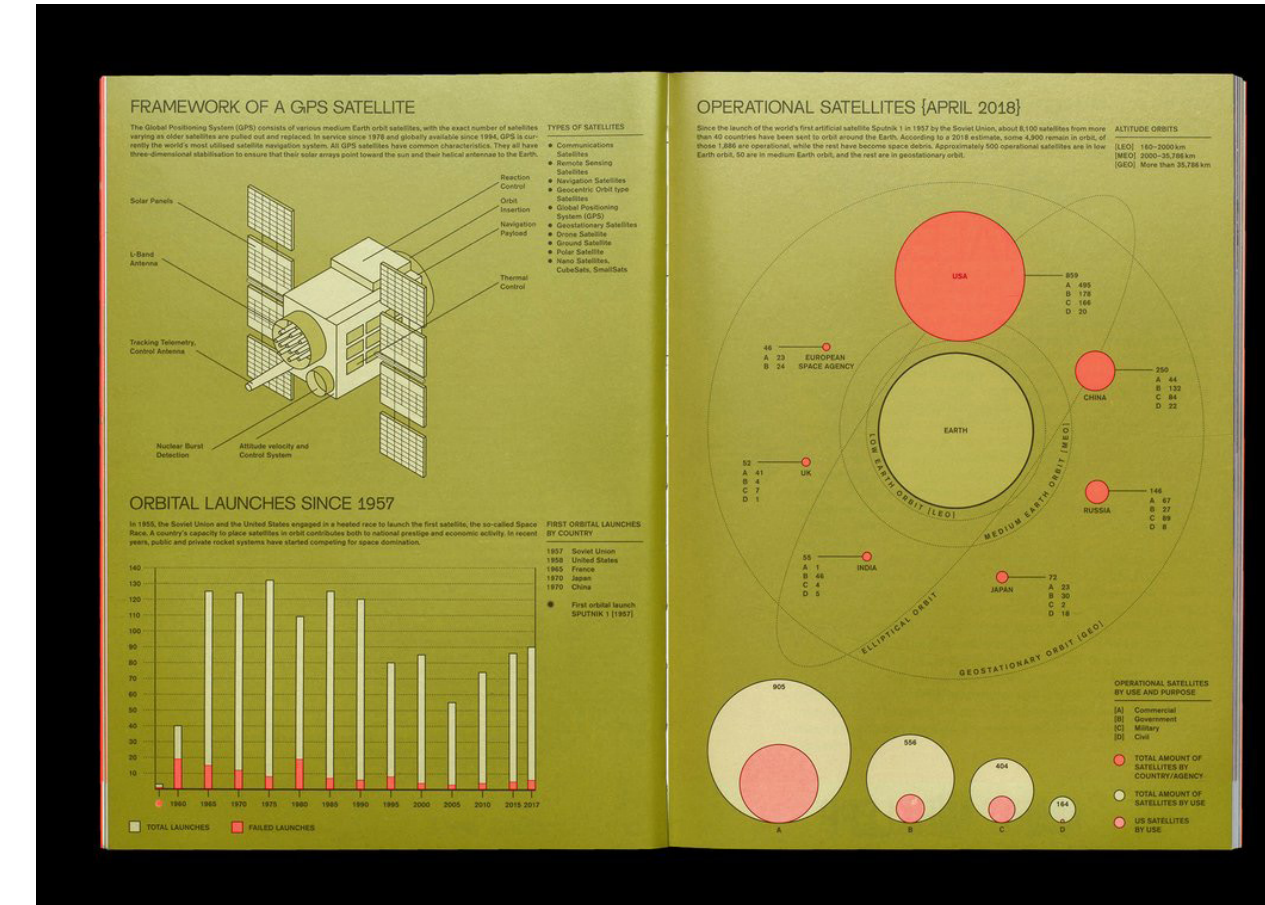 FRAMEWORK OF A GPS SATELLITE
The Global Positioning System (GPS) consists of various medium Earth orbit satellites, with the exact number of satellites
varying as older satellites are pulled out and replaced. In service since 1978 and globally available since 1994, GPS is cur-
rently the world's most utilised satellite navigation system. All GPS satellites have common characteristics. They all have
three-dimensional stabilisation to ensure that their solar arrays point toward the sun and their helical antennae to the Earth.
TYPES OF SATELLITES
Communications
Satellites
Remote Sensing
Satellites
Navigation Satellites
Geocentric Orbit type
Satellites
Global Positioning
System (GPS)
Geostationary Satellites
Drone Satellite
Ground Satellite
Polar Satellite
Nano Satellites,
CubeSats, SmallSats
Solar Panels
L-Band
Antenna
Tracking Telemetry,
Control Antenna
Nuclear Burst
Detection
Attitude velocity and
Control System
Reaction
Control
Orbit
Insertion
Navigation
Payload
Thermal
Control
ORBITAL LAUNCHES SINCE 1957
In 1955, the Soviet Union and the United States engaged in a heated race to launch the first satellite, the so-called Space
Race. A country's capacity to place satellites in orbit contributes both to national prestige and economic activity. In recent
years, public and private rocket systems have started competing for space domination.
FIRST ORBITAL LAUNCHES
BY COUNTRY
1957 Soviet Union
1958 United States
1965 France
1970 Japan
1970 China
First orbital launch
SPUTNIK 1 [1957]
140
130
120
110
100
90
80
70
60
50
40
30
20
10
1960 1965 1970 1975 1980 1985 1990 1995 2000 2005 2010 2015 2017
TOTAL LAUNCHES FAILED LAUNCHES
OPERATIONAL SATELLITES {APRIL 2018}
Since the launch of the world's first artificial satellite Sputnik 1 in 1957 by the Soviet Union, about 8,100 satellites from more
than 40 countries have been sent to orbit around the Earth. According to a 2018 estimate, some 4,900 remain in orbit, of
those 1,886 are operational, while the rest have become space debris. Approximately 500 operational satellites are in low
Earth orbit, 50 are in medium Earth orbit, and the rest are in geostationary orbit.
ALTITUDE ORBITS
[LEO] 160–2000 km
[MEO] 2000–35,786 km
[GEO] More than 35,786 km
USA
859
A 495
B 178
C 166
D 20
46
A 23
B 24
EUROPEAN
SPACE AGENCY
CHINA
250
A 44
B 132
C 84
D 22
EARTH
LOW EARTH ORBIT [LEO]
MEDIUM EARTH ORBIT [MEO]
52
A 41
B 4
C 7
D 1
UK
RUSSIA
146
A 67
B 27
C 89
D 8
55
A 1
B 46
C 4
D 5
INDIA
JAPAN
72
A 23
B 30
C 2
D 18
ELLIPTICAL ORBIT
GEOSTATIONARY ORBIT [GEO]
905
A
556
B
404
C
164
D
OPERATIONAL SATELLITES
BY USE AND PURPOSE
[A] Commercial
[B] Government
[C] Military
[D] Civil
TOTAL AMOUNT OF
SATELLITES BY
COUNTRY/AGENCY
TOTAL AMOUNT OF
SATELLITES BY USE
US SATELLITES
BY USE